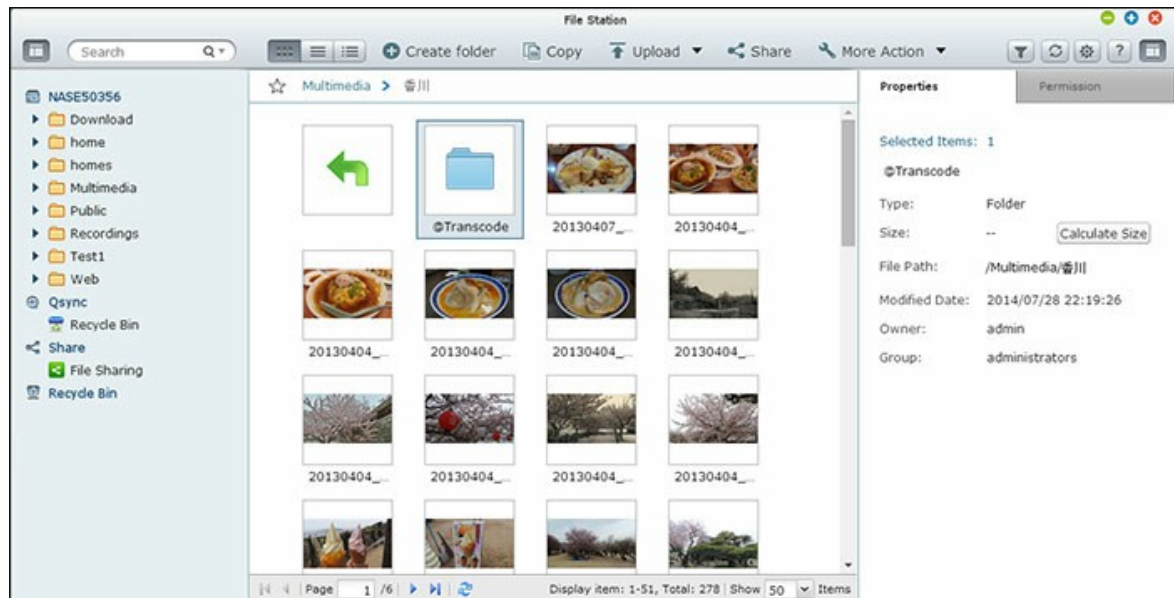 File Station
Search
Create folder Copy Upload Share More Action ?
NASE50356
Download
home
homes
Multimedia
Public
Recordings
Test1
Web
Qsync
Recycle Bin
Share
File Sharing
Recycle Bin
Multimedia > 香川
@Transcode 20130407_... 20130404_...
20130404_... 20130404_... 20130404_... 20130404_...
20130404_... 20130404_... 20130404_... 20130404_...
Page 1 /6 Display item: 1-51, Total: 278 Show 50 Items
Properties Permission
Selected Items: 1
@Transcode
Type: Folder
Size: -- Calculate Size
File Path: /Multimedia/香川
Modified Date: 2014/07/28 22:19:26
Owner: admin
Group: administrators